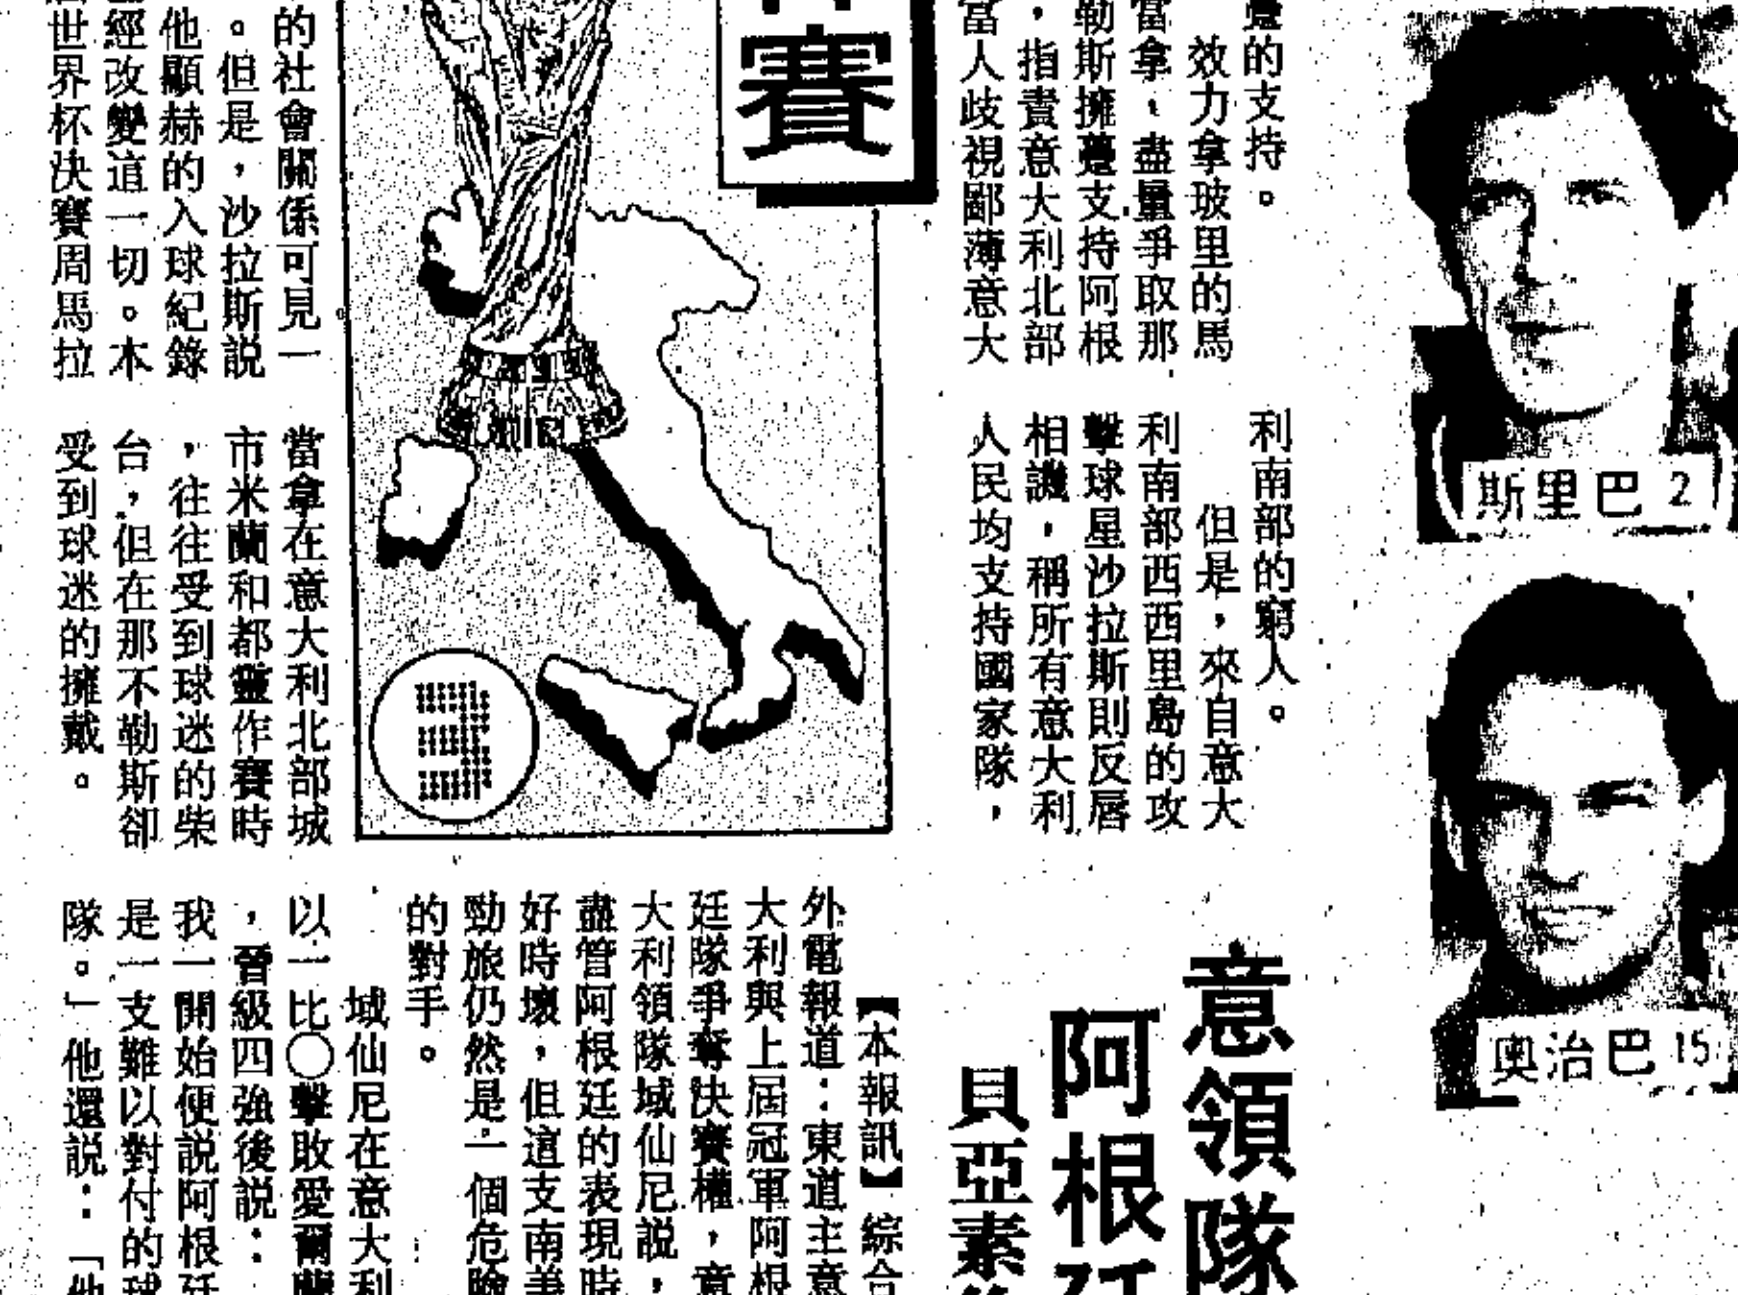 斯里巴 2
奧治巴 15
的支持。
效力拿玻里的馬
當拿、盡量爭取那
勒斯擁躉支持阿根
，指責意大利北部
富人歧視鄙薄意大
利南部的窮人。
但是，來自意大
利南部西西里島的攻
擊球星沙拉斯則反唇
相譏，稱所有意大利
人民均支持國家隊，
賽
的社會關係可見一
。但是，沙拉斯説
他顯赫的入球紀錄
經改變這一切。本
世界杯決賽周馬拉
當拿在意大利北部城
市米蘭和都靈作賽時
，往往受到球迷的柴
台，但在那不勒斯卻
受到球迷的擁戴。
意領隊
阿根廷
貝亞素
【本報訊】綜合
外電報道：東道主意
大利與上屆冠軍阿根
廷隊爭奪決賽權，意
大利領隊域仙尼説，
盡管阿根廷的表現時
好時壞，但這支南美
勁旅仍然是一個危險
的對手。
域仙尼在意大利
以一比〇擊敗愛爾蘭
，晉級四強後説：
我一開始便説阿根廷
是一支難以對付的球
隊。」他還説：「他